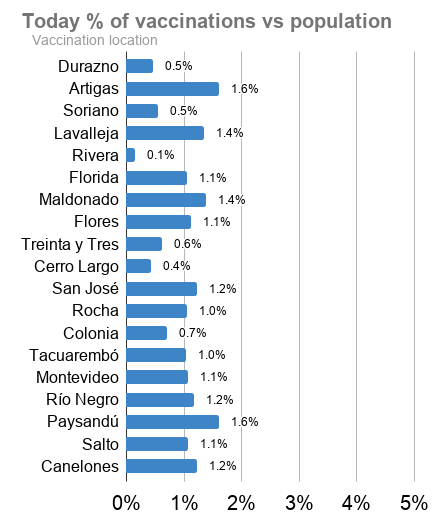 Today % of vaccinations vs population
Vaccination location
Durazno 0.5%
Artigas 1.6%
Soriano 0.5%
Lavalleja 1.4%
Rivera 0.1%
Florida 1.1%
Maldonado 1.4%
Flores 1.1%
Treinta y Tres 0.6%
Cerro Largo 0.4%
San José 1.2%
Rocha 1.0%
Colonia 0.7%
Tacuarembó 1.0%
Montevideo 1.1%
Río Negro 1.2%
Paysandú 1.6%
Salto 1.1%
Canelones 1.2%
0% 1% 2% 3% 4% 5%